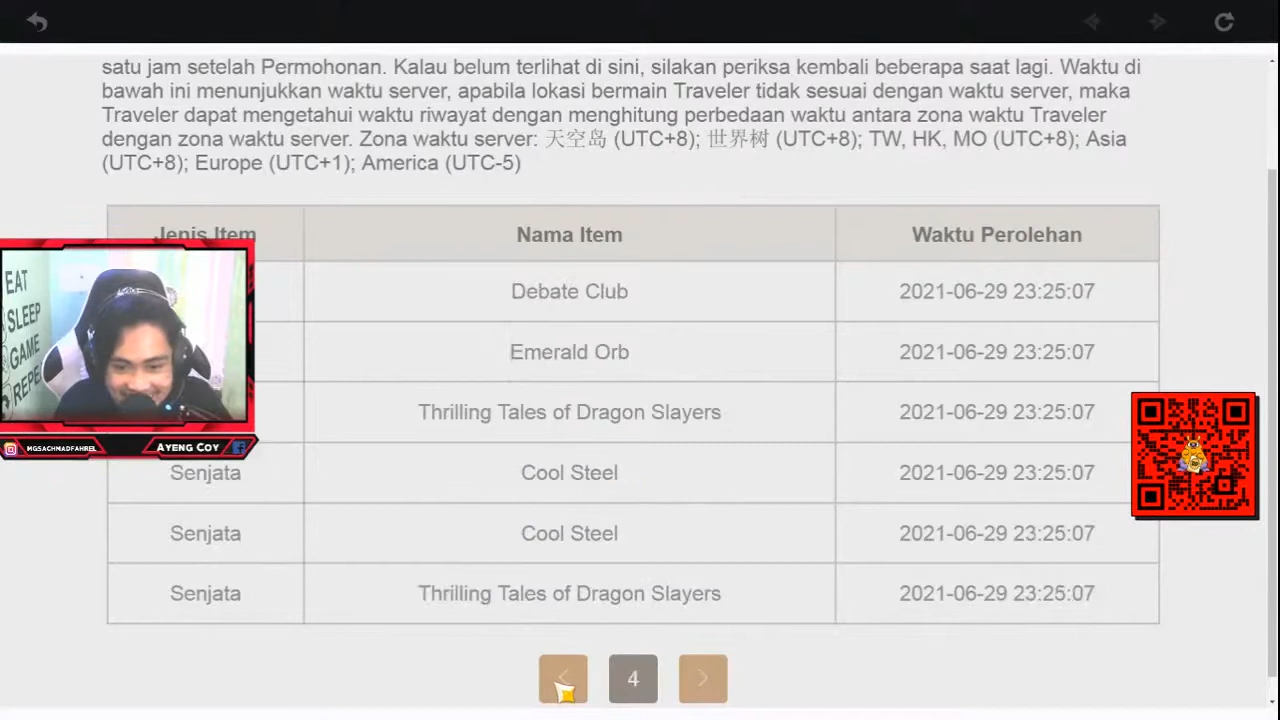 satu jam setelah Permohonan. Kalau belum terlihat di sini, silakan periksa kembali beberapa saat lagi. Waktu di
bawah ini menunjukkan waktu server, apabila lokasi bermain Traveler tidak sesuai dengan waktu server, maka
Traveler dapat mengetahui waktu riwayat dengan menghitung perbedaan waktu antara zona waktu Traveler
dengan zona waktu server. Zona waktu server: 天空岛 (UTC+8); 世界树 (UTC+8); TW, HK, MO (UTC+8); Asia
(UTC+8); Europe (UTC+1); America (UTC-5)
Jenis Item Nama Item Waktu Perolehan
Debate Club 2021-06-29 23:25:07
Emerald Orb 2021-06-29 23:25:07
Thrilling Tales of Dragon Slayers 2021-06-29 23:25:07
Senjata Cool Steel 2021-06-29 23:25:07
Senjata Cool Steel 2021-06-29 23:25:07
Senjata Thrilling Tales of Dragon Slayers 2021-06-29 23:25:07
4
EAT
SLEEP
GAME
REPE
MGSACHMADFAHREL
AYENG COY